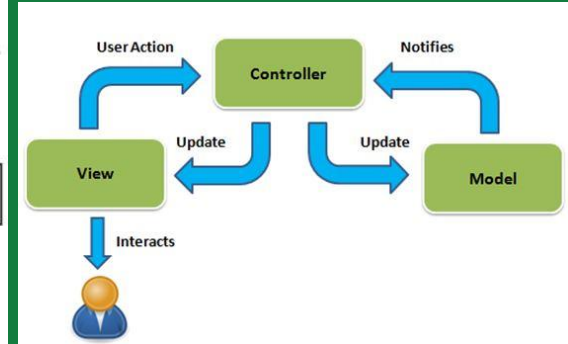 User Action
Notifies
Controller
Update
Update
View
Model
Interacts